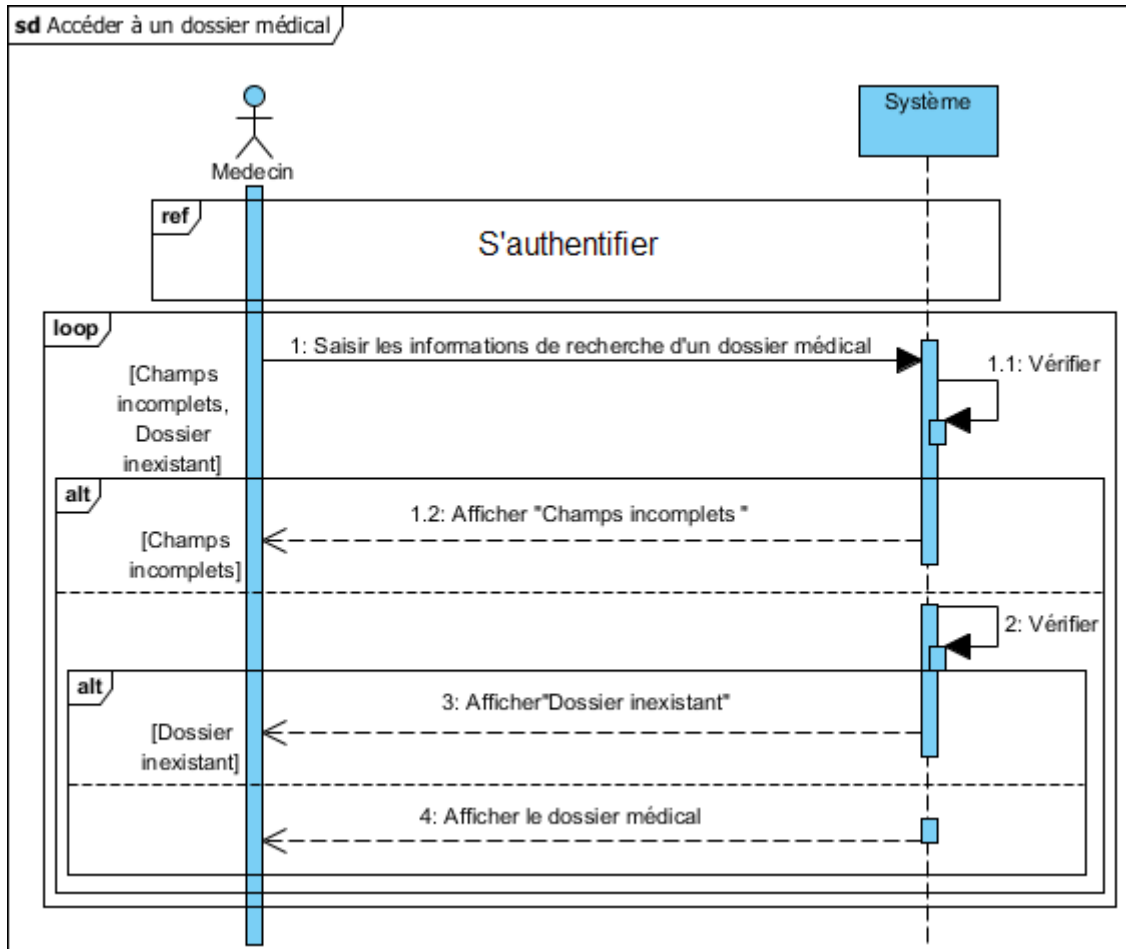 sd Accéder à un dossier médical
Système
Medecin
ref
S'authentifier
loop
1: Saisir les informations de recherche d'un dossier médical
1.1: Vérifier
[Champs
incomplets,
Dossier
inexistant]
alt
1.2: Afficher "Champs incomplets "
[Champs
incomplets]
2: Vérifier
alt
3: Afficher"Dossier inexistant"
[Dossier
inexistant]
4: Afficher le dossier médical